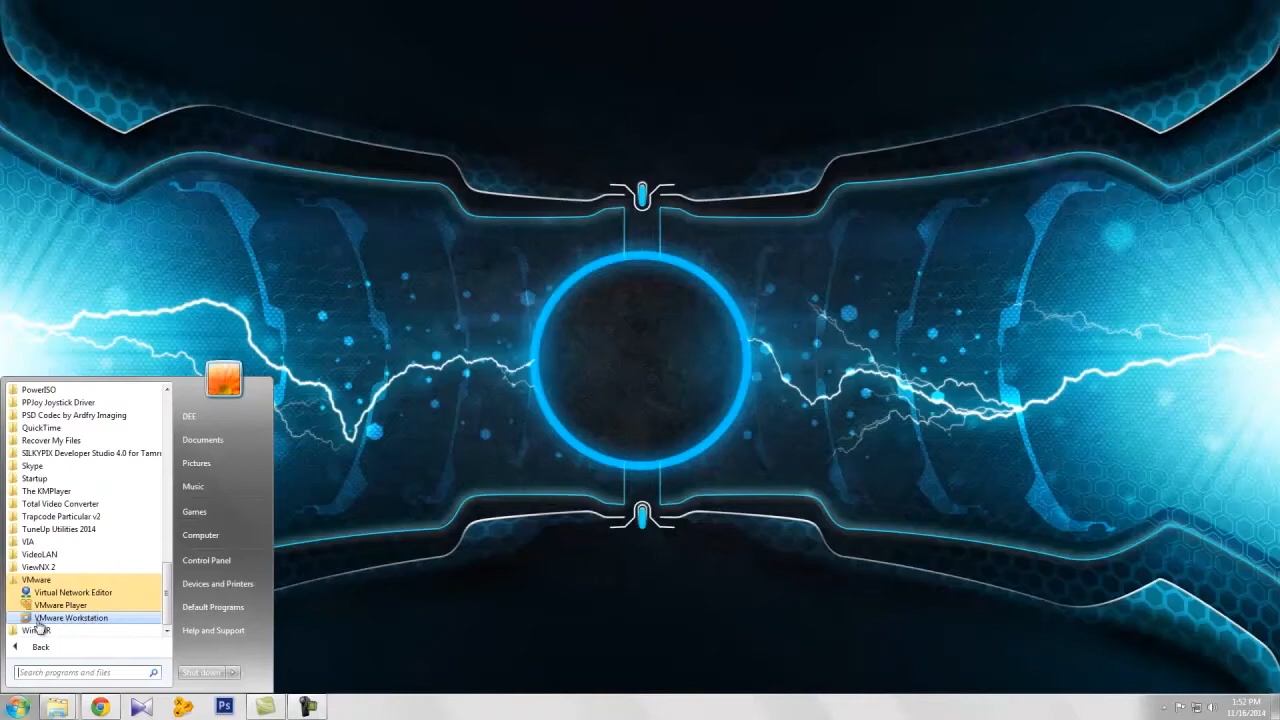 PowerISO
PPJoy Joystick Driver
PSD Codec by Ardfry Imaging
QuickTime
Recover My Files
SILKYPIX Developer Studio 4.0 for Tamr
Skype
Startup
The KMPlayer
Total Video Converter
Trapcode Particular v2
TuneUp Utilities 2014
VIA
VideoLAN
ViewNX 2
VMware
Virtual Network Editor
VMware Player
VMware Workstation
Back
Search programs and files
DEE
Documents
Pictures
Music
Games
Computer
Control Panel
Devices and Printers
Default Programs
Help and Support
Shut down
Ps
1:52 PM
11/16/2014